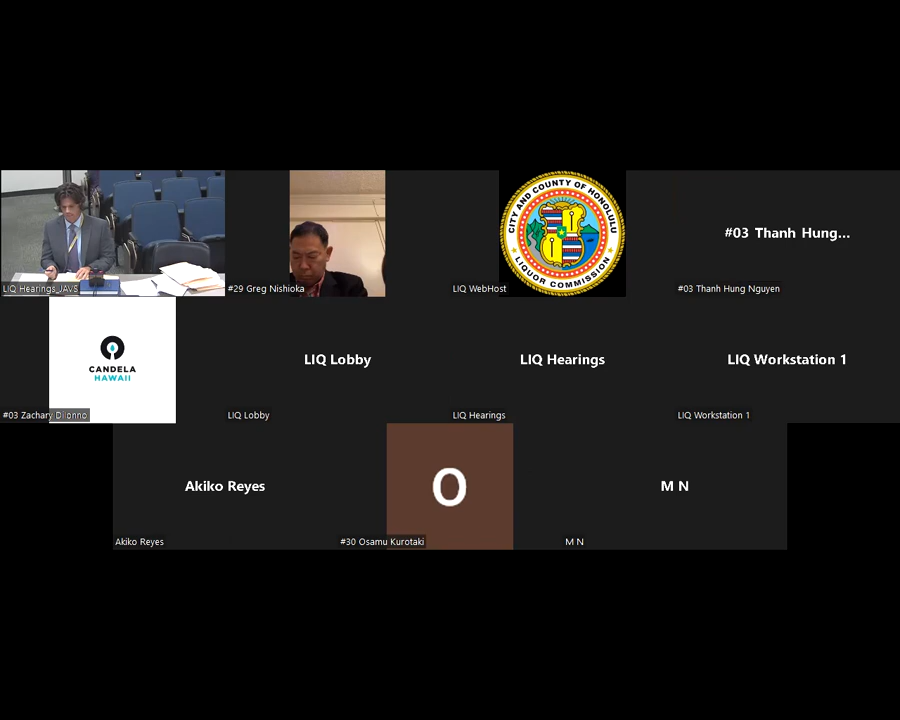 LIQ Hearings_JAVS
#29 Greg Nishioka
CITY AND COUNTY OF HONOLULU
LIQUOR COMMISSION
LIQ WebHost
#03 Thanh Hung...
#03 Thanh Hung Nguyen
CANDELA
HAWAII
#03 Zachary DiIonno
LIQ Lobby
LIQ Lobby
LIQ Hearings
LIQ Hearings
LIQ Workstation 1
LIQ Workstation 1
Akiko Reyes
Akiko Reyes
O
#30 Osamu Kurotaki
M N
M N